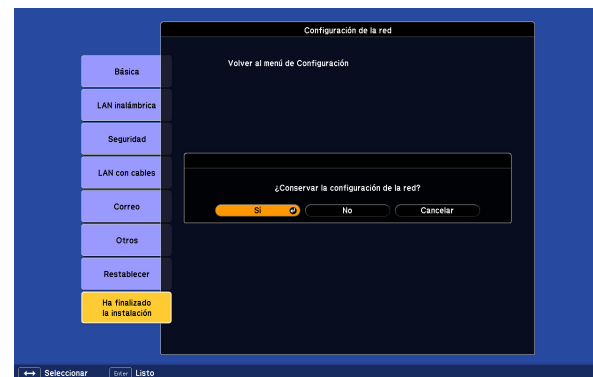 Configuración de la red
Volver al menú de Configuración
Básica
LAN inalámbrica
Seguridad
LAN con cables
Correo
Otros
Restablecer
Ha finalizado
la instalación
¿Conservar la configuración de la red?
Sí No Cancelar
Seleccionar Enter Listo